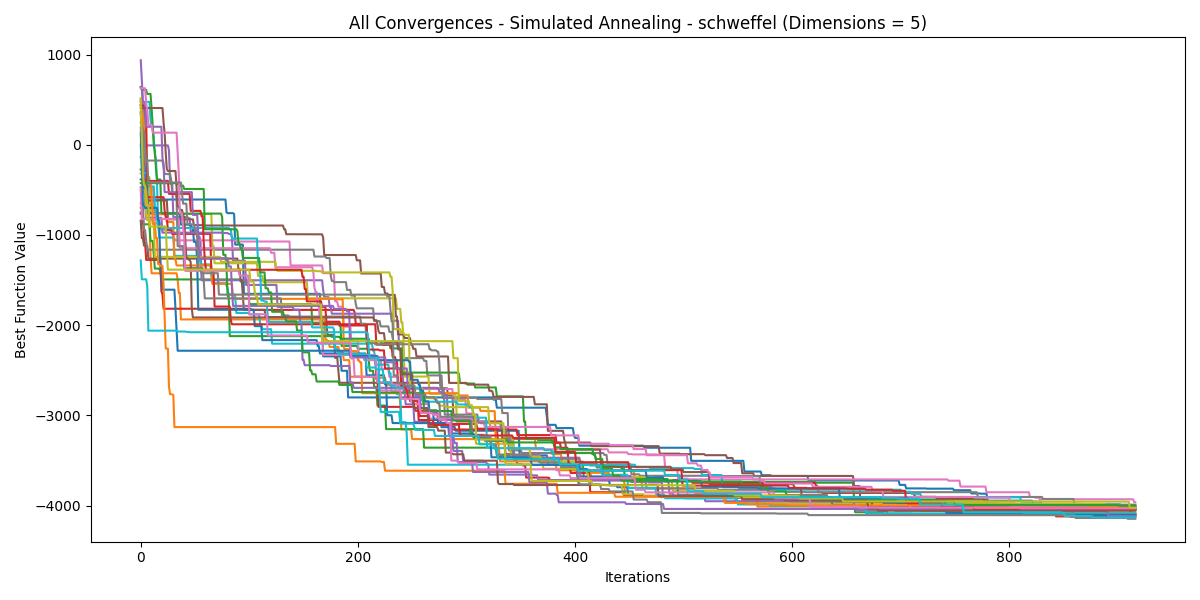 All Convergences - Simulated Annealing - schweffel (Dimensions = 5)
1000
0
−1000
−2000
−3000
−4000
Best Function Value
0 200 400 600 800
Iterations